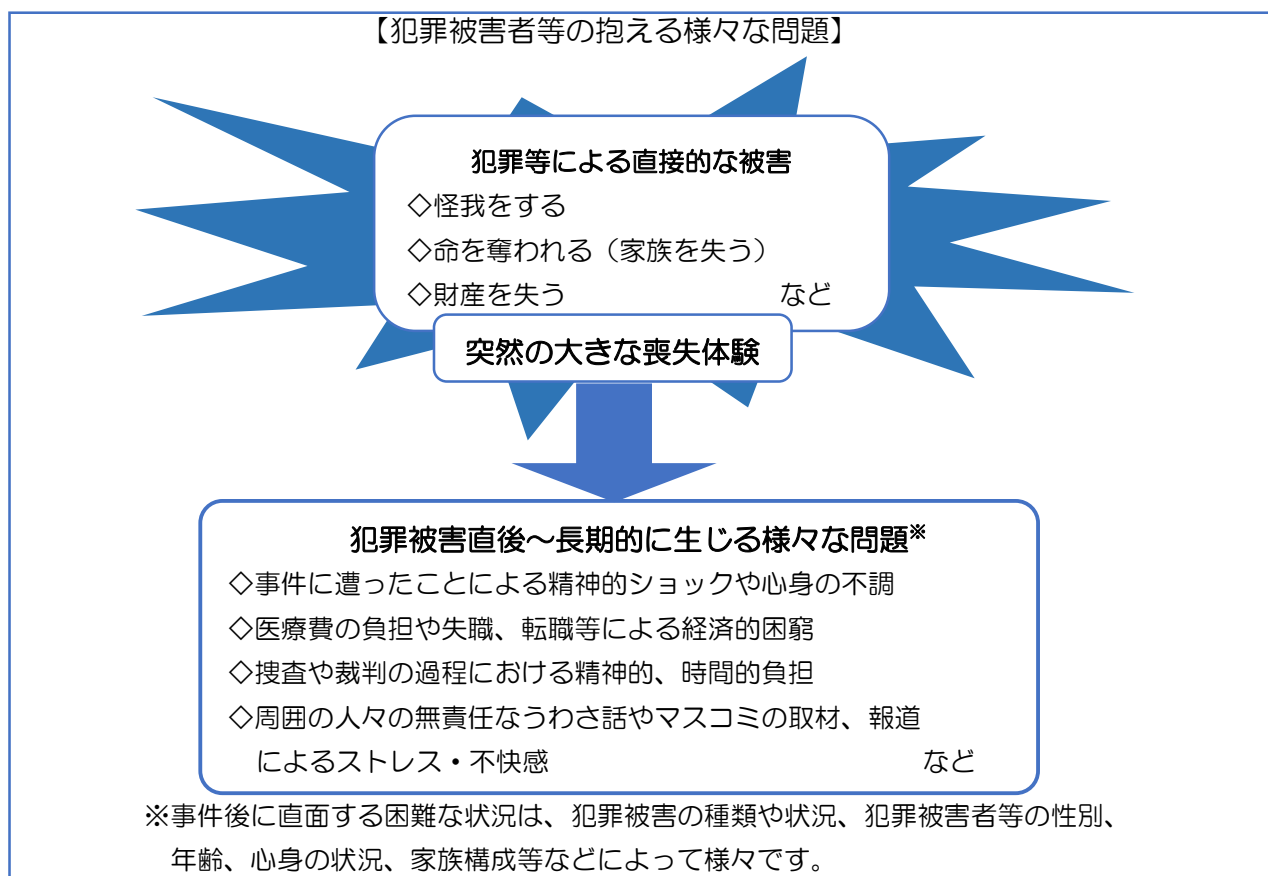 【犯罪被害者等の抱える様々な問題】
犯罪等による直接的な被害
◇怪我をする
◇命を奪われる（家族を失う）
◇財産を失う　　　　　　　　など
突然の大きな喪失体験
犯罪被害直後～長期的に生じる様々な問題※
◇事件に遭ったことによる精神的ショックや心身の不調
◇医療費の負担や失職、転職等による経済的困窮
◇捜査や裁判の過程における精神的、時間的負担
◇周囲の人々の無責任なうわさ話やマスコミの取材、報道
によるストレス・不快感　　　　　　　　　　　　　　など
※事件後に直面する困難な状況は、犯罪被害の種類や状況、犯罪被害者等の性別、
年齢、心身の状況、家族構成等などによって様々です。